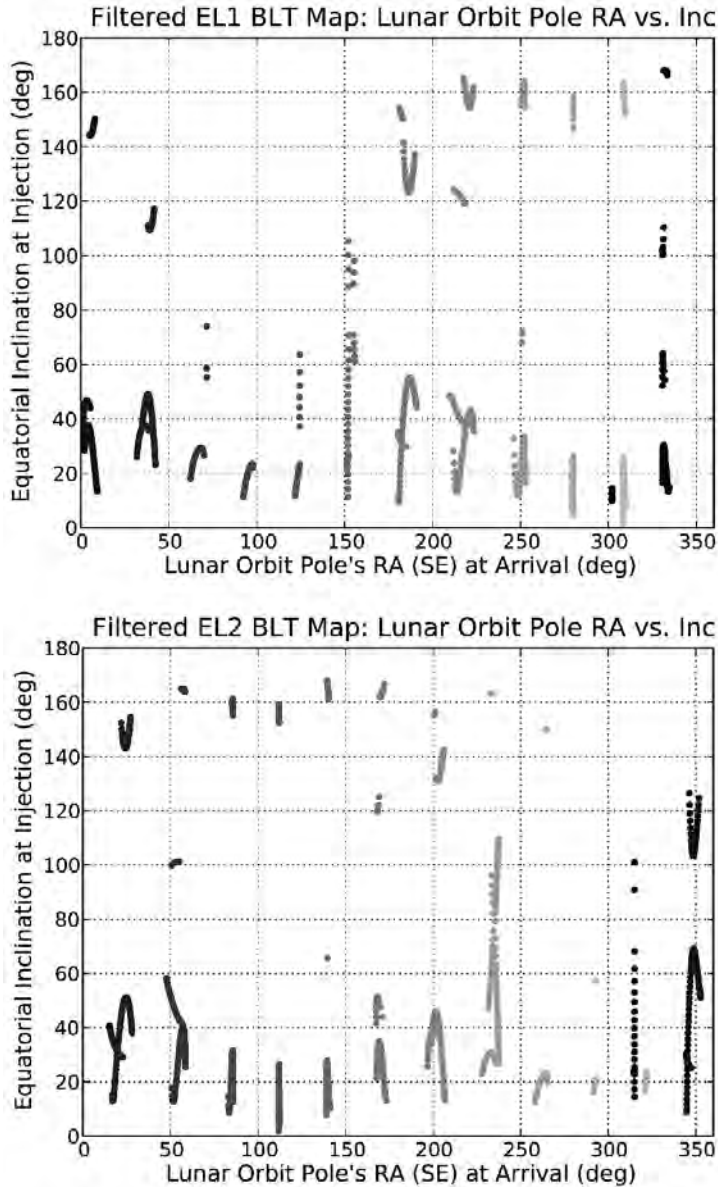 Filtered EL1 BLT Map: Lunar Orbit Pole RA vs. Inc
180
160
140
120
100
80
60
40
20
0
Equatorial Inclination at Injection (deg)
0 50 100 150 200 250 300 350
Lunar Orbit Pole's RA (SE) at Arrival (deg)
Filtered EL2 BLT Map: Lunar Orbit Pole RA vs. Inc
180
160
140
120
100
80
60
40
20
0
Equatorial Inclination at Injection (deg)
0 50 100 150 200 250 300 350
Lunar Orbit Pole's RA (SE) at Arrival (deg)